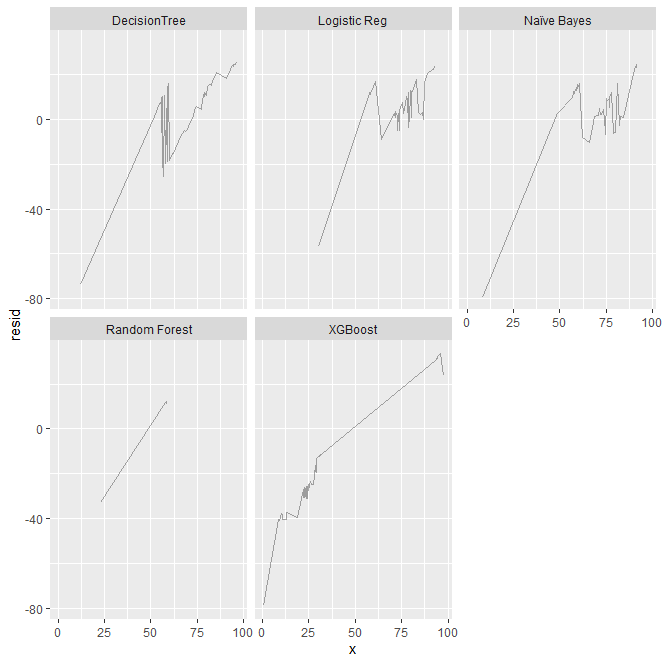 DecisionTree
Logistic Reg
Naïve Bayes
0
-40
-80
0 25 50 75 100
Random Forest
XGBoost
0
-40
-80
0 25 50 75 100
0 25 50 75 100
resid
x